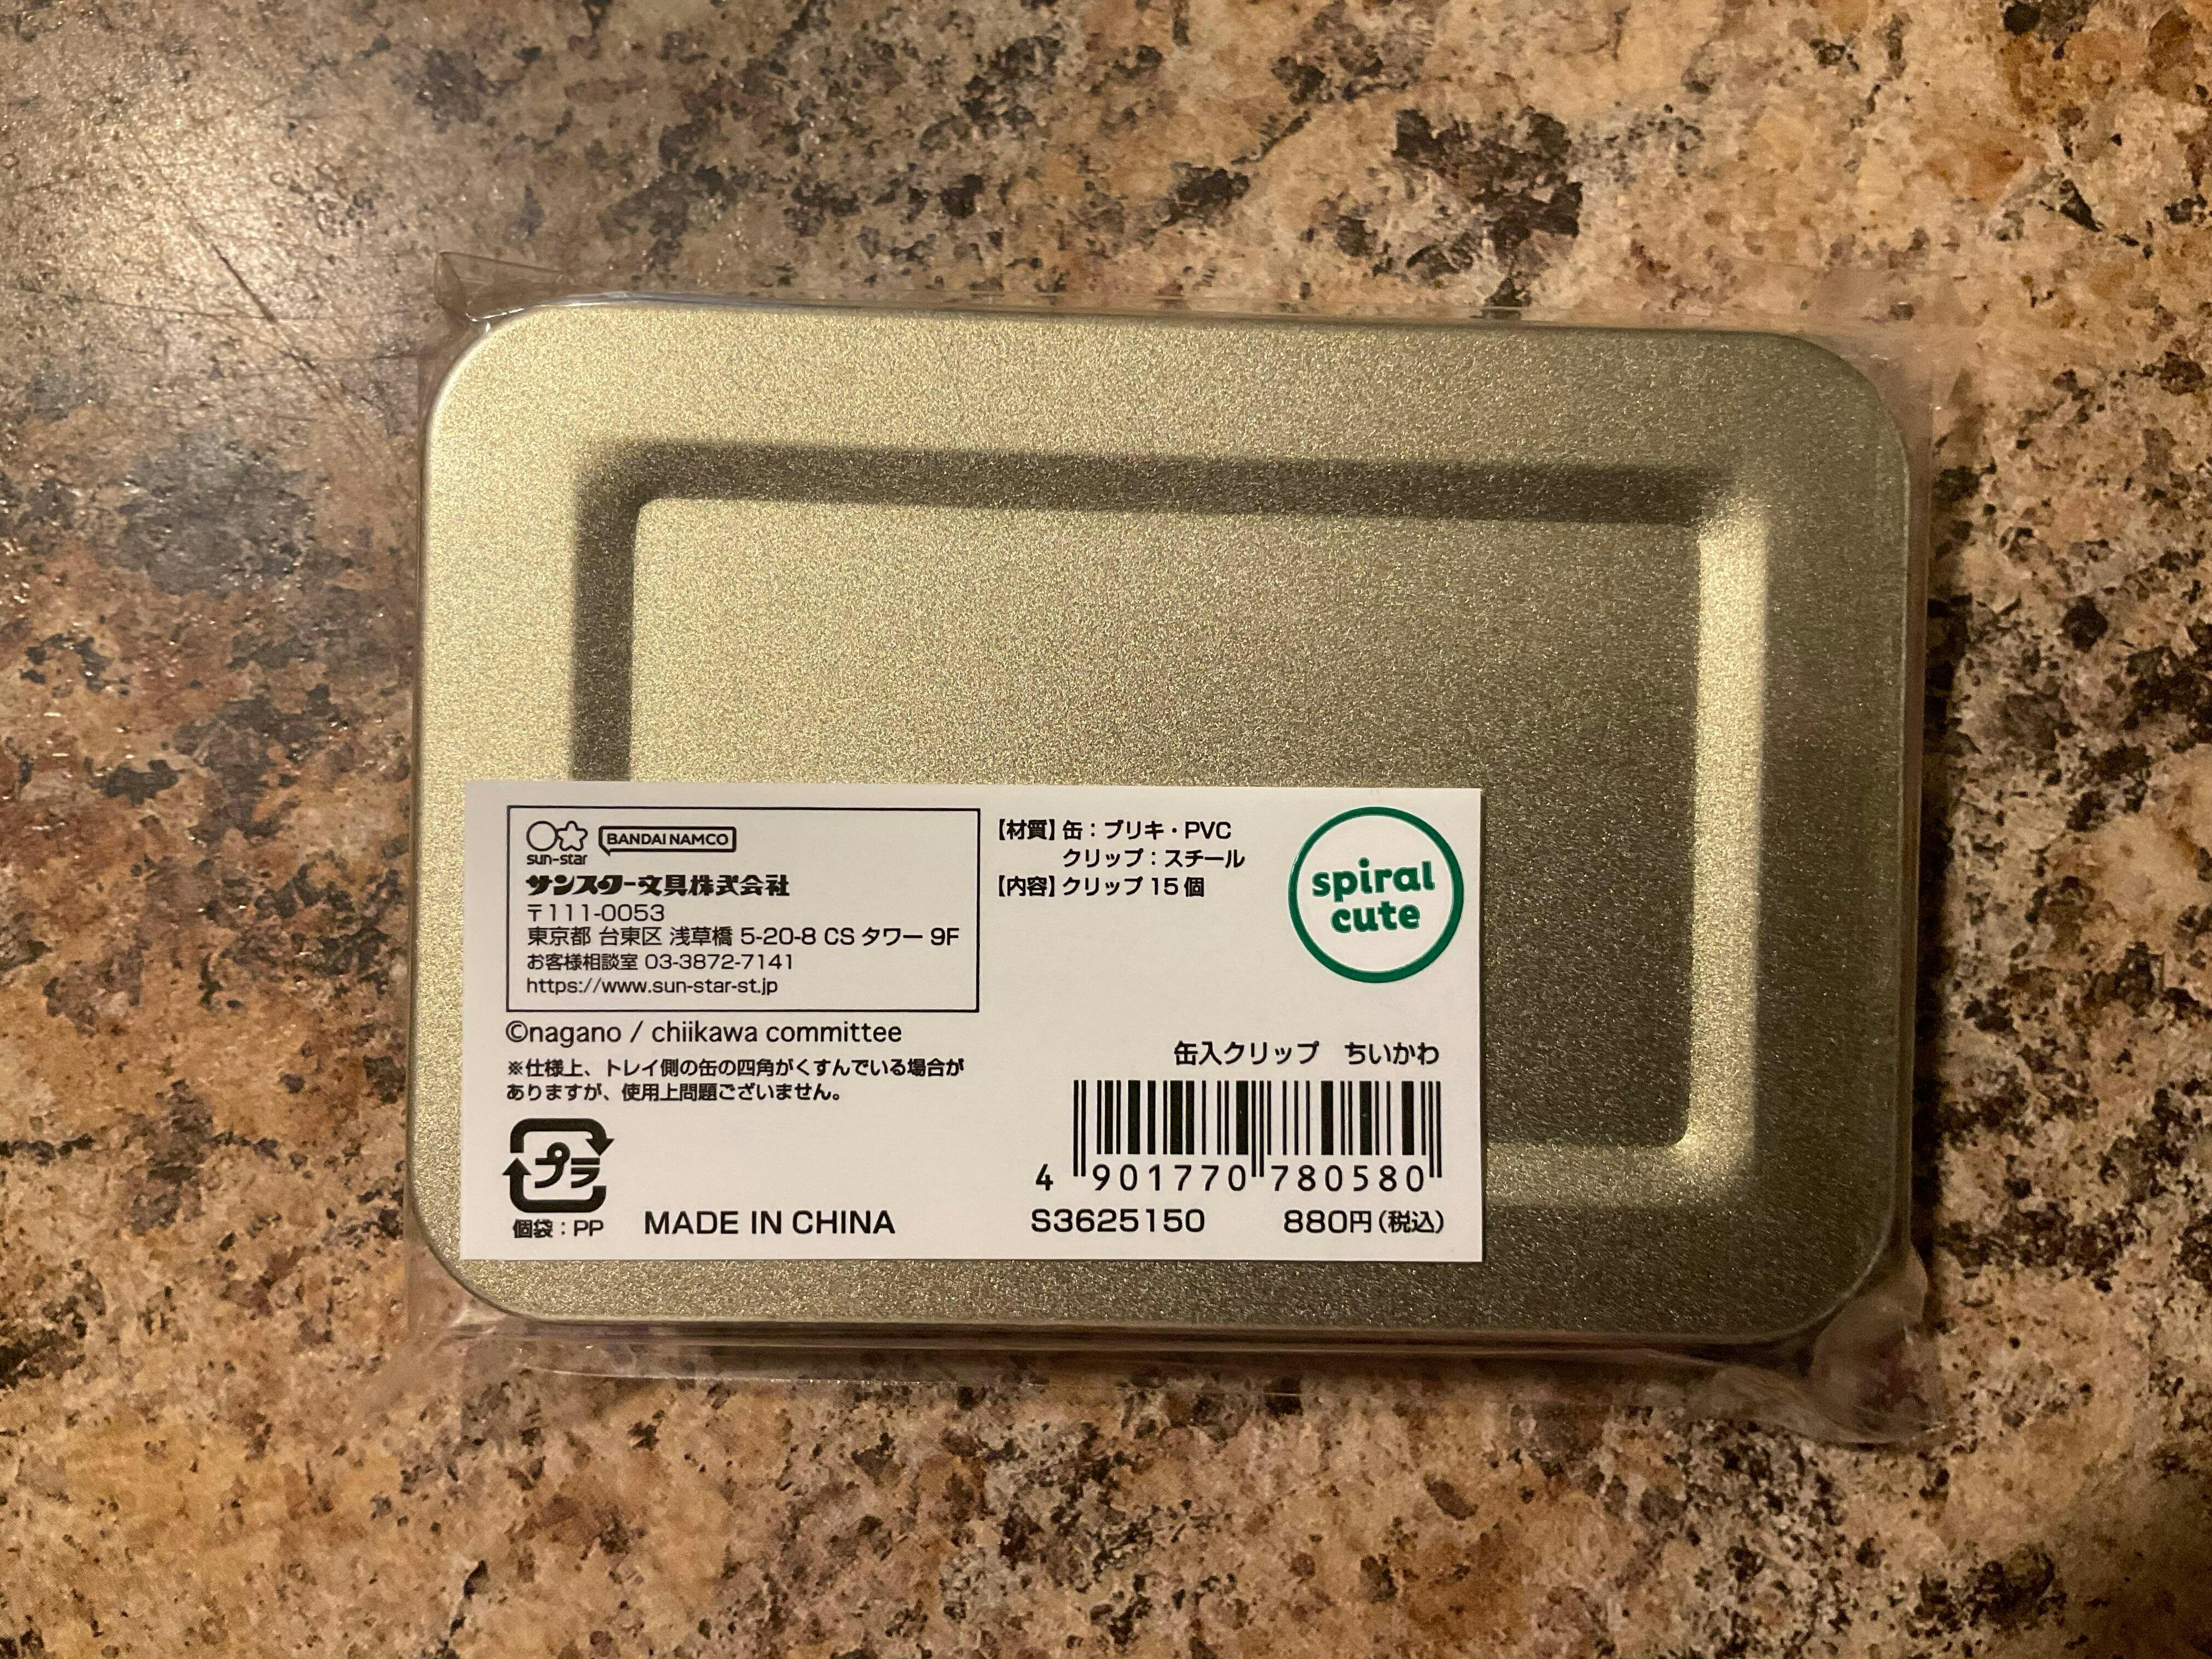 sun-star
BANDAI NAMCO
サンスター文具株式会社
〒111-0053
東京都 台東区 浅草橋 5-20-8 CS タワー 9F
お客様相談室 03-3872-7141
https://www.sun-star-st.jp
©nagano / chiikawa committee
※仕様上、トレイ側の缶の四角がくすんでいる場合が
ありますが、使用上問題ございません。
プラ
個袋：PP
MADE IN CHINA
【材質】缶：ブリキ・PVC
クリップ：スチール
【内容】クリップ 15 個
spiral
cute
缶入クリップ ちいかわ
4 901770 780580
S3625150 880円（税込）